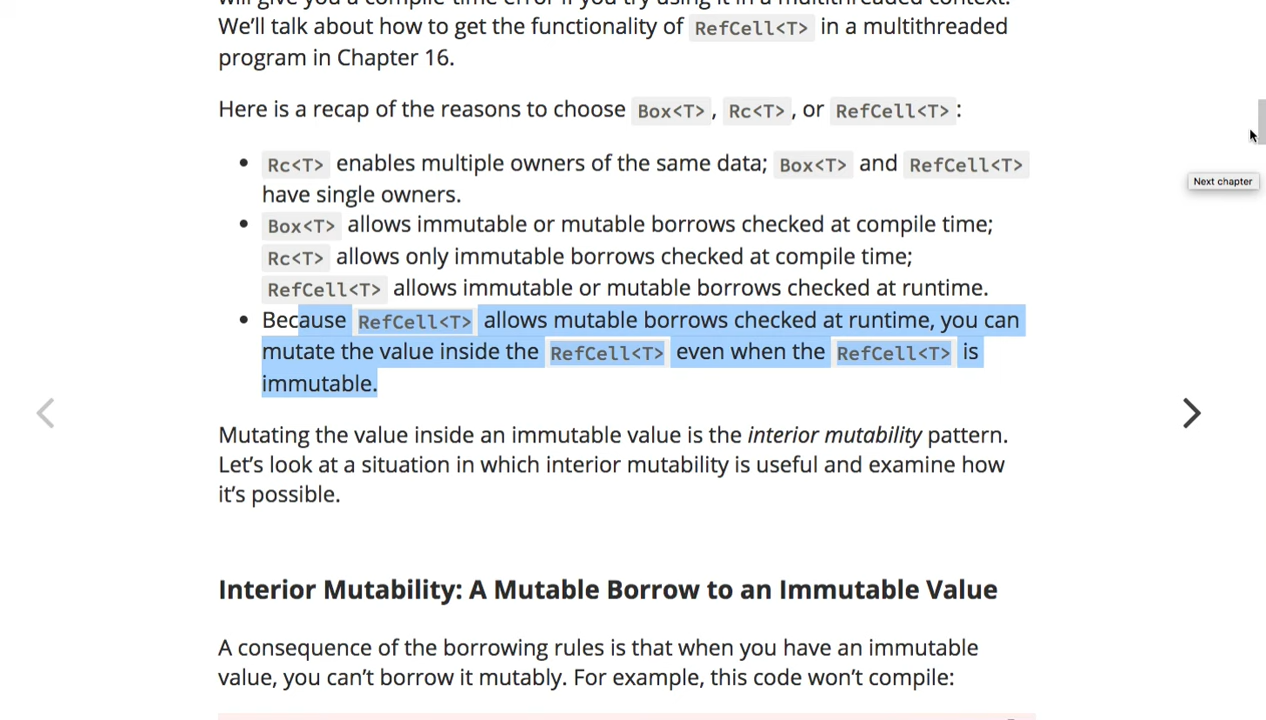 will give you a compile-time error if you try using it in a multithreaded context.
We’ll talk about how to get the functionality of RefCell<T> in a multithreaded
program in Chapter 16.
Here is a recap of the reasons to choose Box<T>, Rc<T>, or RefCell<T>:
• Rc<T> enables multiple owners of the same data; Box<T> and RefCell<T>
have single owners.
• Box<T> allows immutable or mutable borrows checked at compile time;
Rc<T> allows only immutable borrows checked at compile time;
RefCell<T> allows immutable or mutable borrows checked at runtime.
• Because RefCell<T> allows mutable borrows checked at runtime, you can
mutate the value inside the RefCell<T> even when the RefCell<T> is
immutable.
Mutating the value inside an immutable value is the interior mutability pattern.
Let’s look at a situation in which interior mutability is useful and examine how
it’s possible.
Interior Mutability: A Mutable Borrow to an Immutable Value
A consequence of the borrowing rules is that when you have an immutable
value, you can’t borrow it mutably. For example, this code won’t compile:
Next chapter